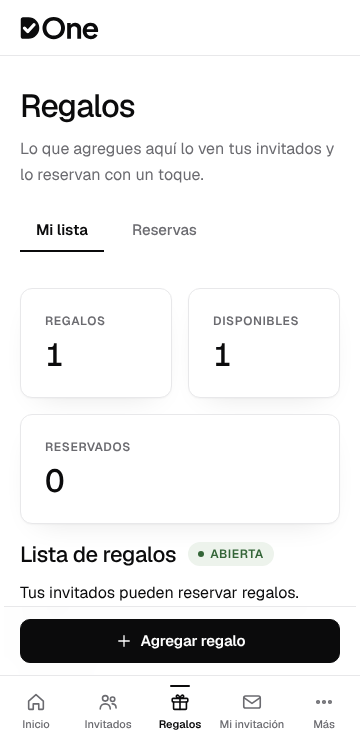 One
Regalos
Lo que agregues aquí lo ven tus invitados y
lo reservan con un toque.
Mi lista
Reservas
REGALOS
1
DISPONIBLES
1
RESERVADOS
0
Lista de regalos
ABIERTA
Tus invitados pueden reservar regalos.
Agregar regalo
Inicio
Invitados
Regalos
Mi invitación
Más